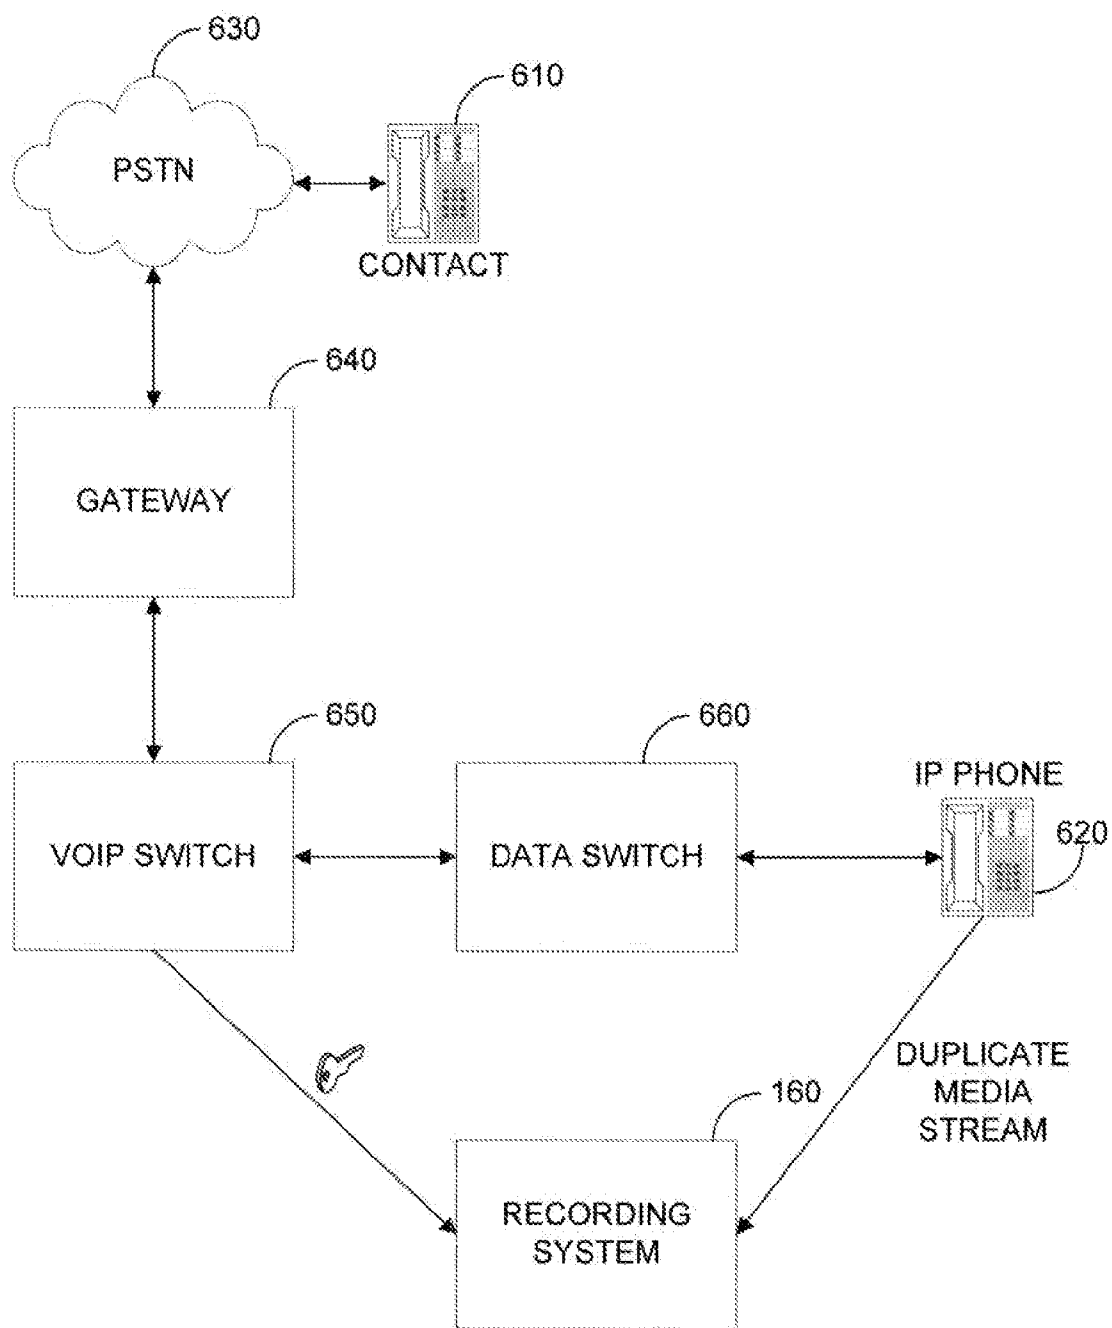 630
610
PSTN
CONTACT
640
GATEWAY
650
660
IP PHONE
VOIP SWITCH
DATA SWITCH
620
DUPLICATE
MEDIA
STREAM
160
RECORDING
SYSTEM